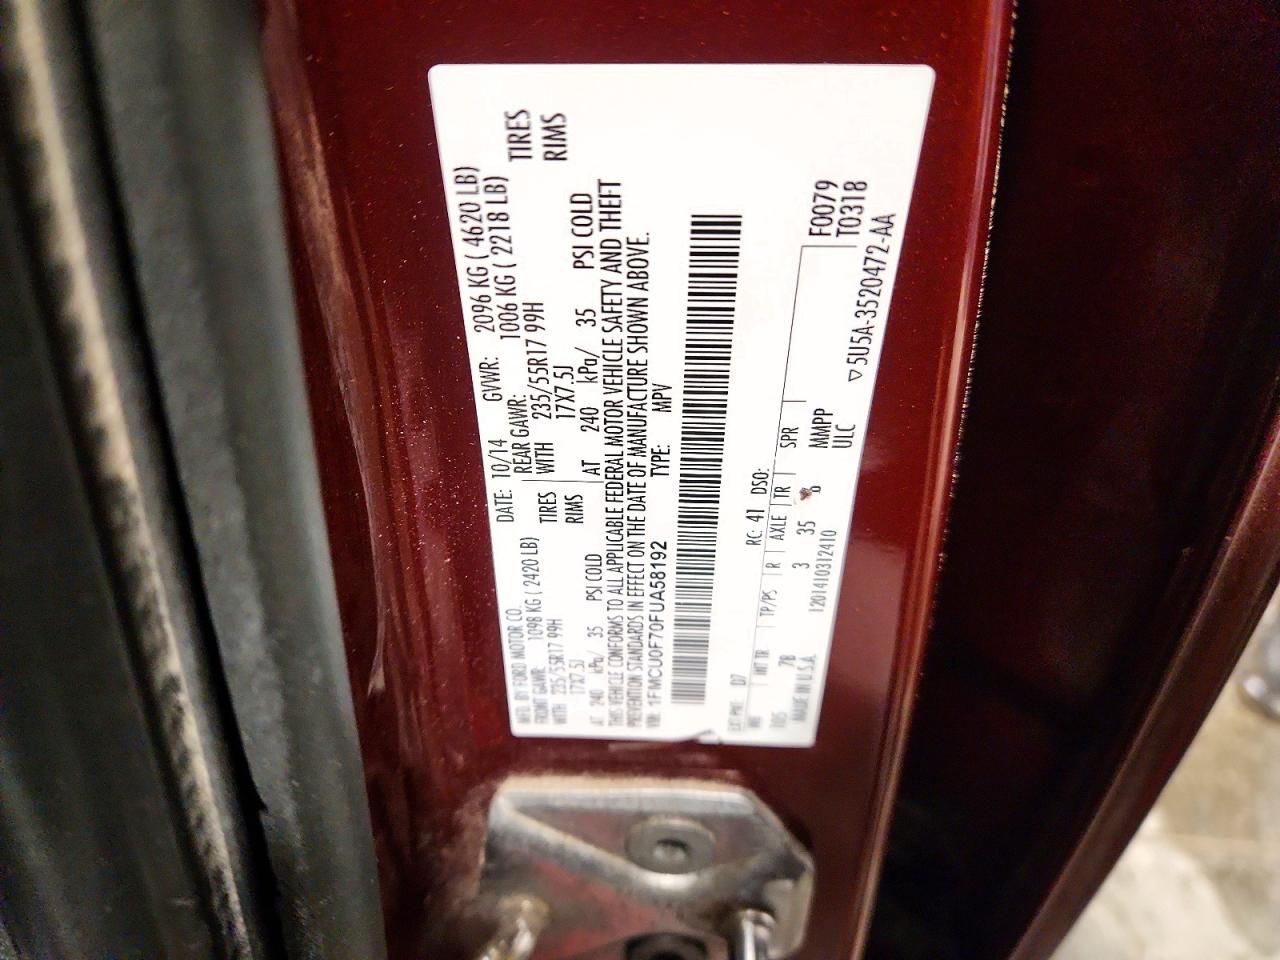 MFD. BY FORD MOTOR CO. DATE: 10/14 GVWR: 2096 KG ( 4620 LB)
FRONT GAWR: 1098 KG ( 2420 LB) REAR GAWR: 1006 KG ( 2218 LB)
WITH 235/55R17 99H TIRES WITH 235/55R17 99H TIRES
17X7.5J RIMS 17X7.5J RIMS
AT 240 kPa/ 35 PSI COLD AT 240 kPa/ 35 PSI COLD
THIS VEHICLE CONFORMS TO ALL APPLICABLE FEDERAL MOTOR VEHICLE SAFETY AND THEFT
PREVENTION STANDARDS IN EFFECT ON THE DATE OF MANUFACTURE SHOWN ABOVE.
VIN: 1FMCU0F70FUA58192 TYPE: MPV
EXT PNT: D7 RC: 41 DSO:
WB INT TR TP/PS R AXLE TR SPR F0079
105 7B 3 35 6 MMPP T0318
MADE IN U.S.A 1201410312410 ULC
▽5U5A-3520472-AA